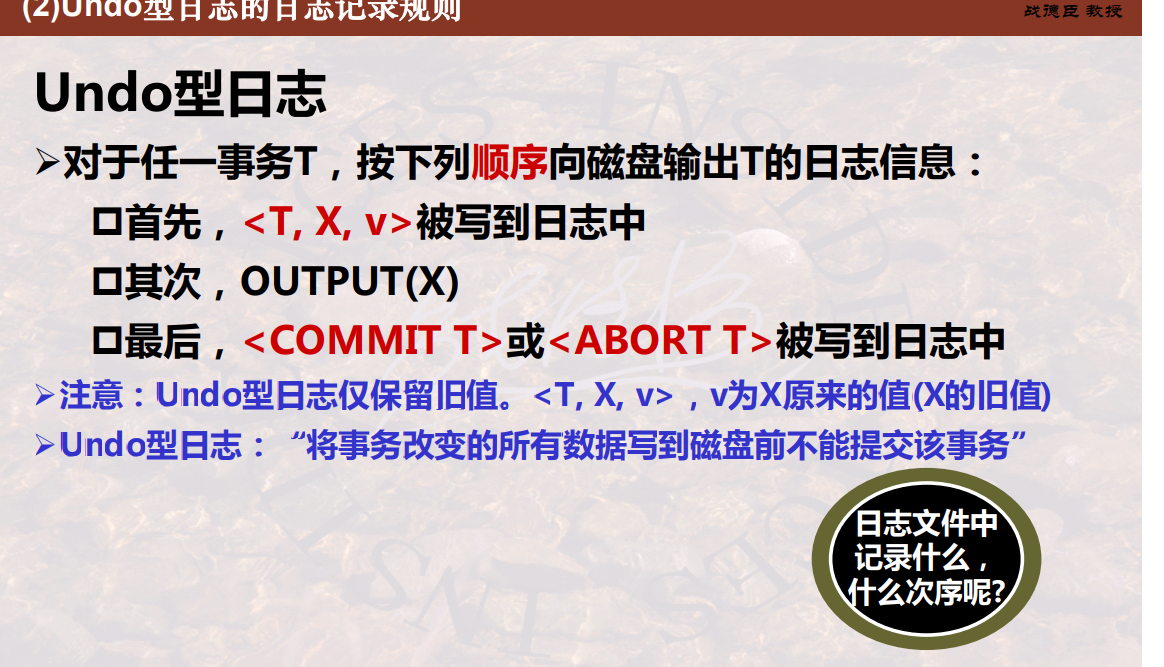 (2)Undo型日志的日志记录规则
战德臣 教授
Undo型日志
对于任一事务T，按下列顺序向磁盘输出T的日志信息：
首先，<T, X, v>被写到日志中
其次，OUTPUT(X)
最后，<COMMIT T>或<ABORT T>被写到日志中
注意：Undo型日志仅保留旧值。<T, X, v>，v为X原来的值(X的旧值)
Undo型日志：“将事务改变的所有数据写到磁盘前不能提交该事务”
日志文件中
记录什么，
什么次序呢?